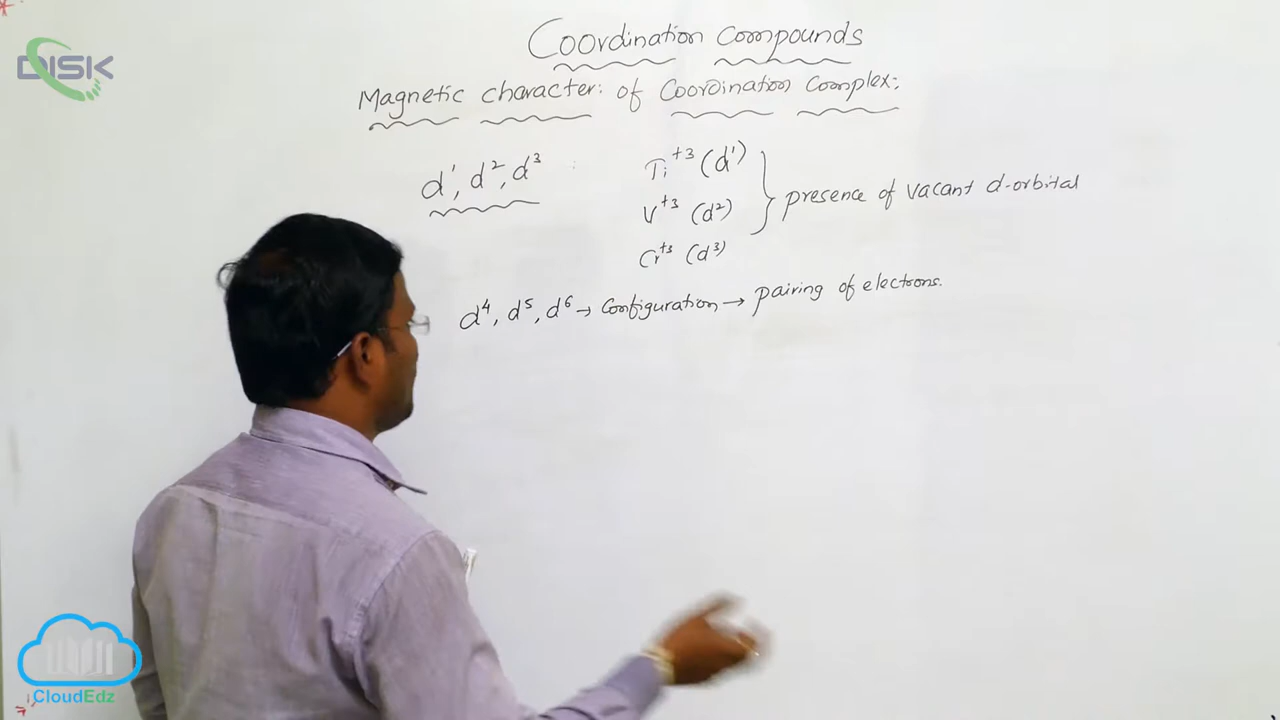 DISK
Coordination Compounds
Magnetic character: of Coordination Complex:
d¹, d², d³
Ti⁺³ (d¹)
V⁺³ (d²)
Cr⁺³ (d³)
presence of vacant d-orbital
d⁴, d⁵, d⁶ → Configuration → pairing of electrons.
CloudEdz